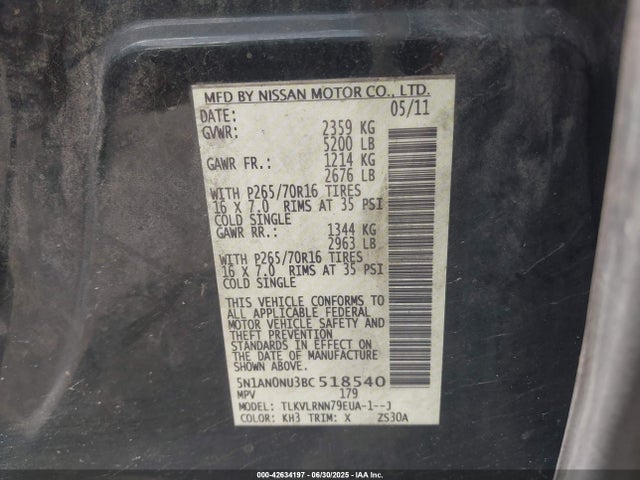 MFD BY NISSAN MOTOR CO., LTD.
DATE: 05/11
GVWR: 2359 KG
5200 LB
GAWR FR.: 1214 KG
2676 LB
WITH P265/70R16 TIRES
16 X 7.0 RIMS AT 35 PSI
COLD SINGLE
GAWR RR.: 1344 KG
2963 LB
WITH P265/70R16 TIRES
16 X 7.0 RIMS AT 35 PSI
COLD SINGLE
THIS VEHICLE CONFORMS TO
ALL APPLICABLE FEDERAL
MOTOR VEHICLE SAFETY AND
THEFT PREVENTION
STANDARDS IN EFFECT ON
THE DATE OF MANUFACTURE
SHOWN ABOVE.
5N1AN0NU3BC518540
MPV 179
MODEL: TLKVLRNN79EUA-1--J
COLOR: KH3 TRIM: X ZS30A
000-42634197 - 06/30/2025 - IAAI.COM